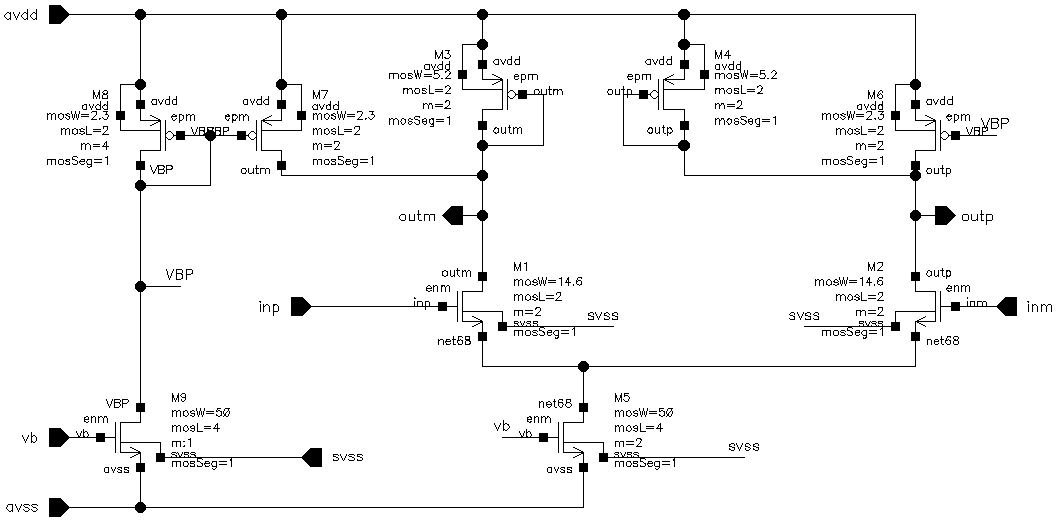 avdd
M8
avdd
mosW=2.3
mosL=2
m=4
mosSeg=1
avdd
epm
VBP
VBP
avdd
epm
VBP
M7
avdd
mosW=2.3
mosL=2
m=2
mosSeg=1
outm
M3
avdd
mosW=5.2
mosL=2
m=2
mosSeg=1
avdd
epm
outm
outm
avdd
epm
outp
outp
M4
avdd
mosW=5.2
mosL=2
m=2
mosSeg=1
M6
avdd
mosW=2.3
mosL=2
m=2
mosSeg=1
avdd
epm
VBP
VBP
outp
outm
outp
VBP
inp
outm
enm
inp
M1
mosW=14.6
mosL=2
m=2
svss
mosSeg=1
svss
net68
M2
mosW=14.6
mosL=2
m=2
svss
mosSeg=1
svss
outp
enm
inm
net68
inm
vb
VBP
enm
vb
avss
M9
mosW=50
mosL=4
m:1
svss
mosSeg=1
svss
vb
net68
enm
vb
avss
M5
mosW=50
mosL=4
m=2
svss
mosSeg=1
svss
avss